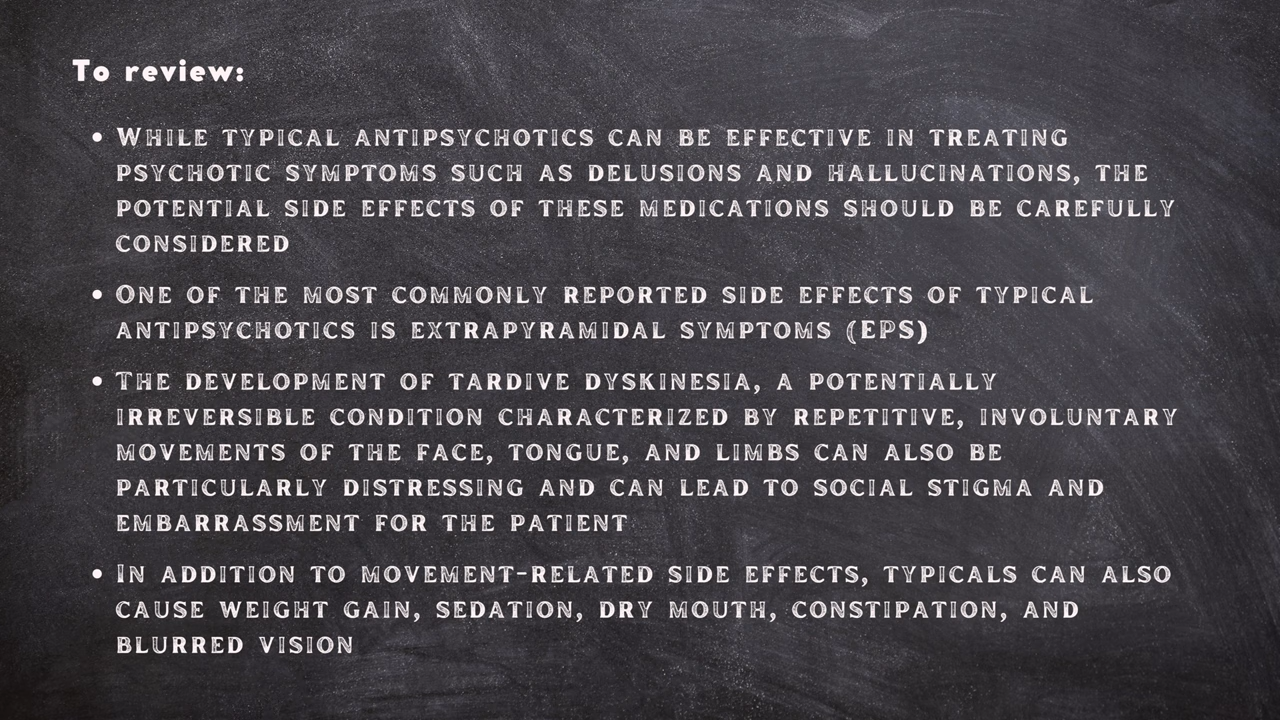 To review:
• While typical antipsychotics can be effective in treating
psychotic symptoms such as delusions and hallucinations, the
potential side effects of these medications should be carefully
considered
• One of the most commonly reported side effects of typical
antipsychotics is extrapyramidal symptoms (EPS)
• The development of tardive dyskinesia, a potentially
irreversible condition characterized by repetitive, involuntary
movements of the face, tongue, and limbs can also be
particularly distressing and can lead to social stigma and
embarrassment for the patient
• In addition to movement-related side effects, typicals can also
cause weight gain, sedation, dry mouth, constipation, and
blurred vision